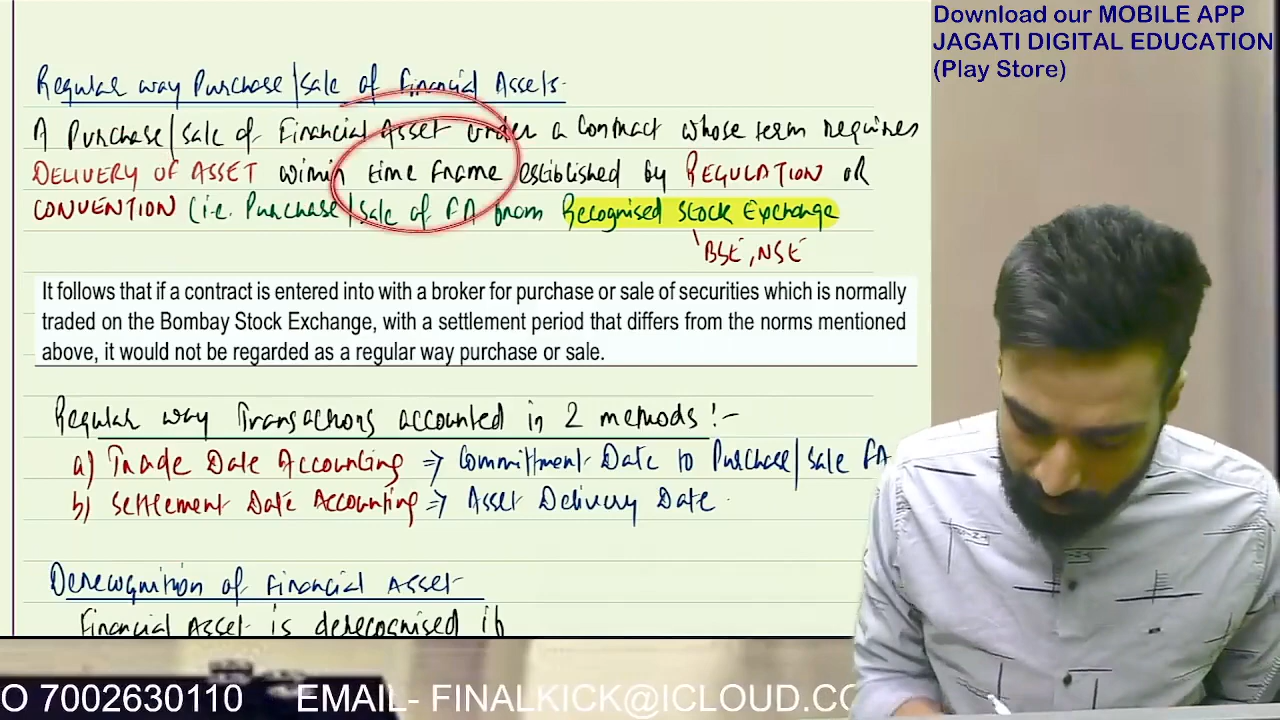 Download our MOBILE APP
JAGATI DIGITAL EDUCATION
(Play Store)
Regular way Purchase/sale of Financial Assets-
A Purchase/sale of Financial Asset under a Contract whose term requires
DELIVERY OF ASSET within time frame established by REGULATION OR
CONVENTION (i.e. Purchase/sale of FA from Recognised stock Exchange
BSE, NSE
It follows that if a contract is entered into with a broker for purchase or sale of securities which is normally
traded on the Bombay Stock Exchange, with a settlement period that differs from the norms mentioned
above, it would not be regarded as a regular way purchase or sale.
Regular way Transactions accounted in 2 methods :-
a) Trade Date Accounting => Committment Date to Purchase/sale FA
b) Settlement Date Accounting => Asset Delivery Date
Derecognition of Financial Asset
Financial Asset is derecognised if
O 7002630110 EMAIL- FINALKICK@ICLOUD.CO